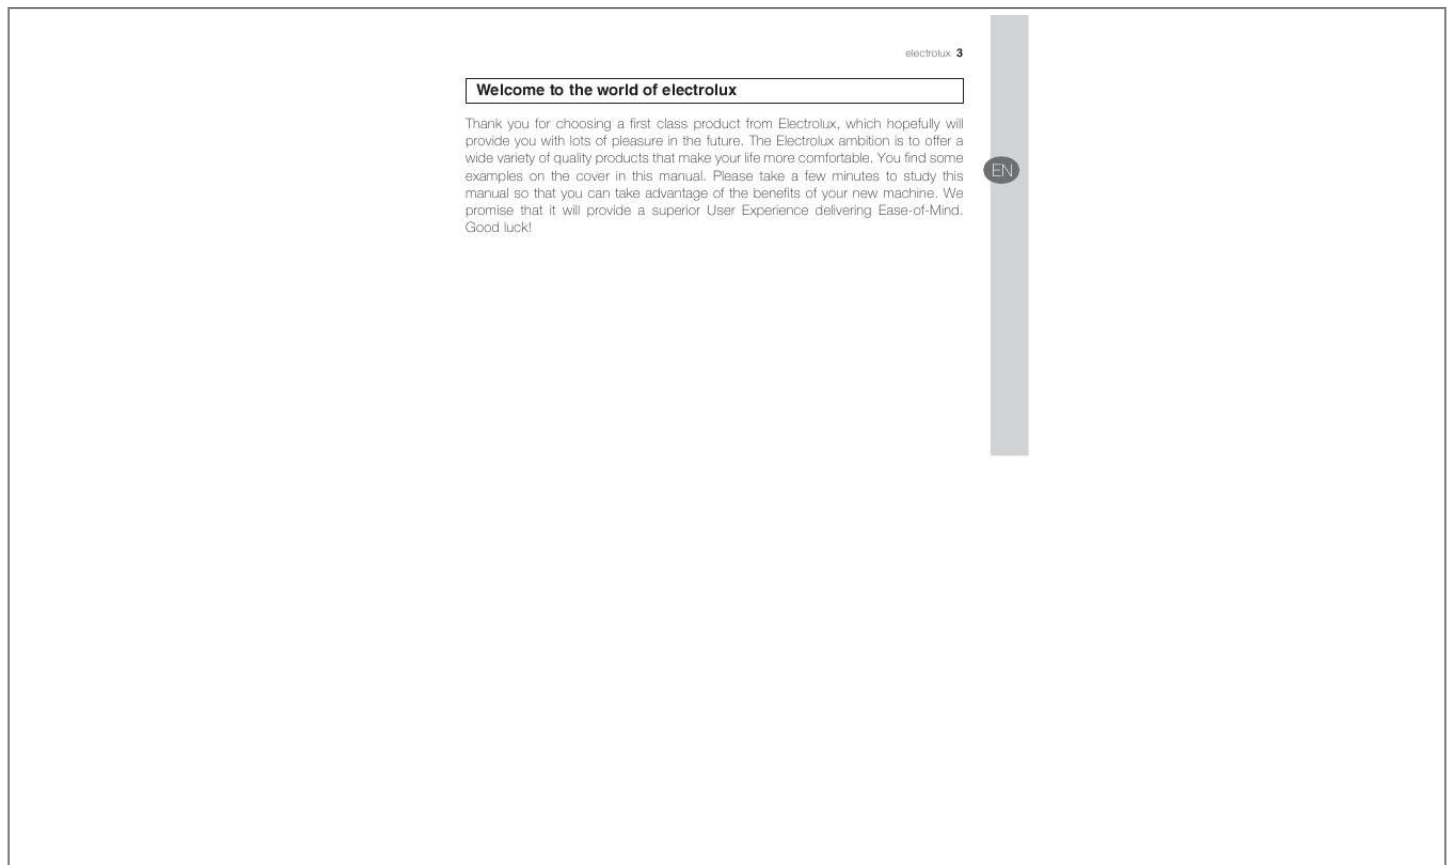 electrolux 3
Welcome to the world of electrolux
Thank you for choosing a first class product from Electrolux, which hopefully will
provide you with lots of pleasure in the future. The Electrolux ambition is to offer a
wide variety of quality products that make your life more comfortable. You find some
examples on the cover in this manual. Please take a few minutes to study this
manual so that you can take advantage of the benefits of your new machine. We
promise that it will provide a superior User Experience delivering Ease-of-Mind.
Good luck!
EN